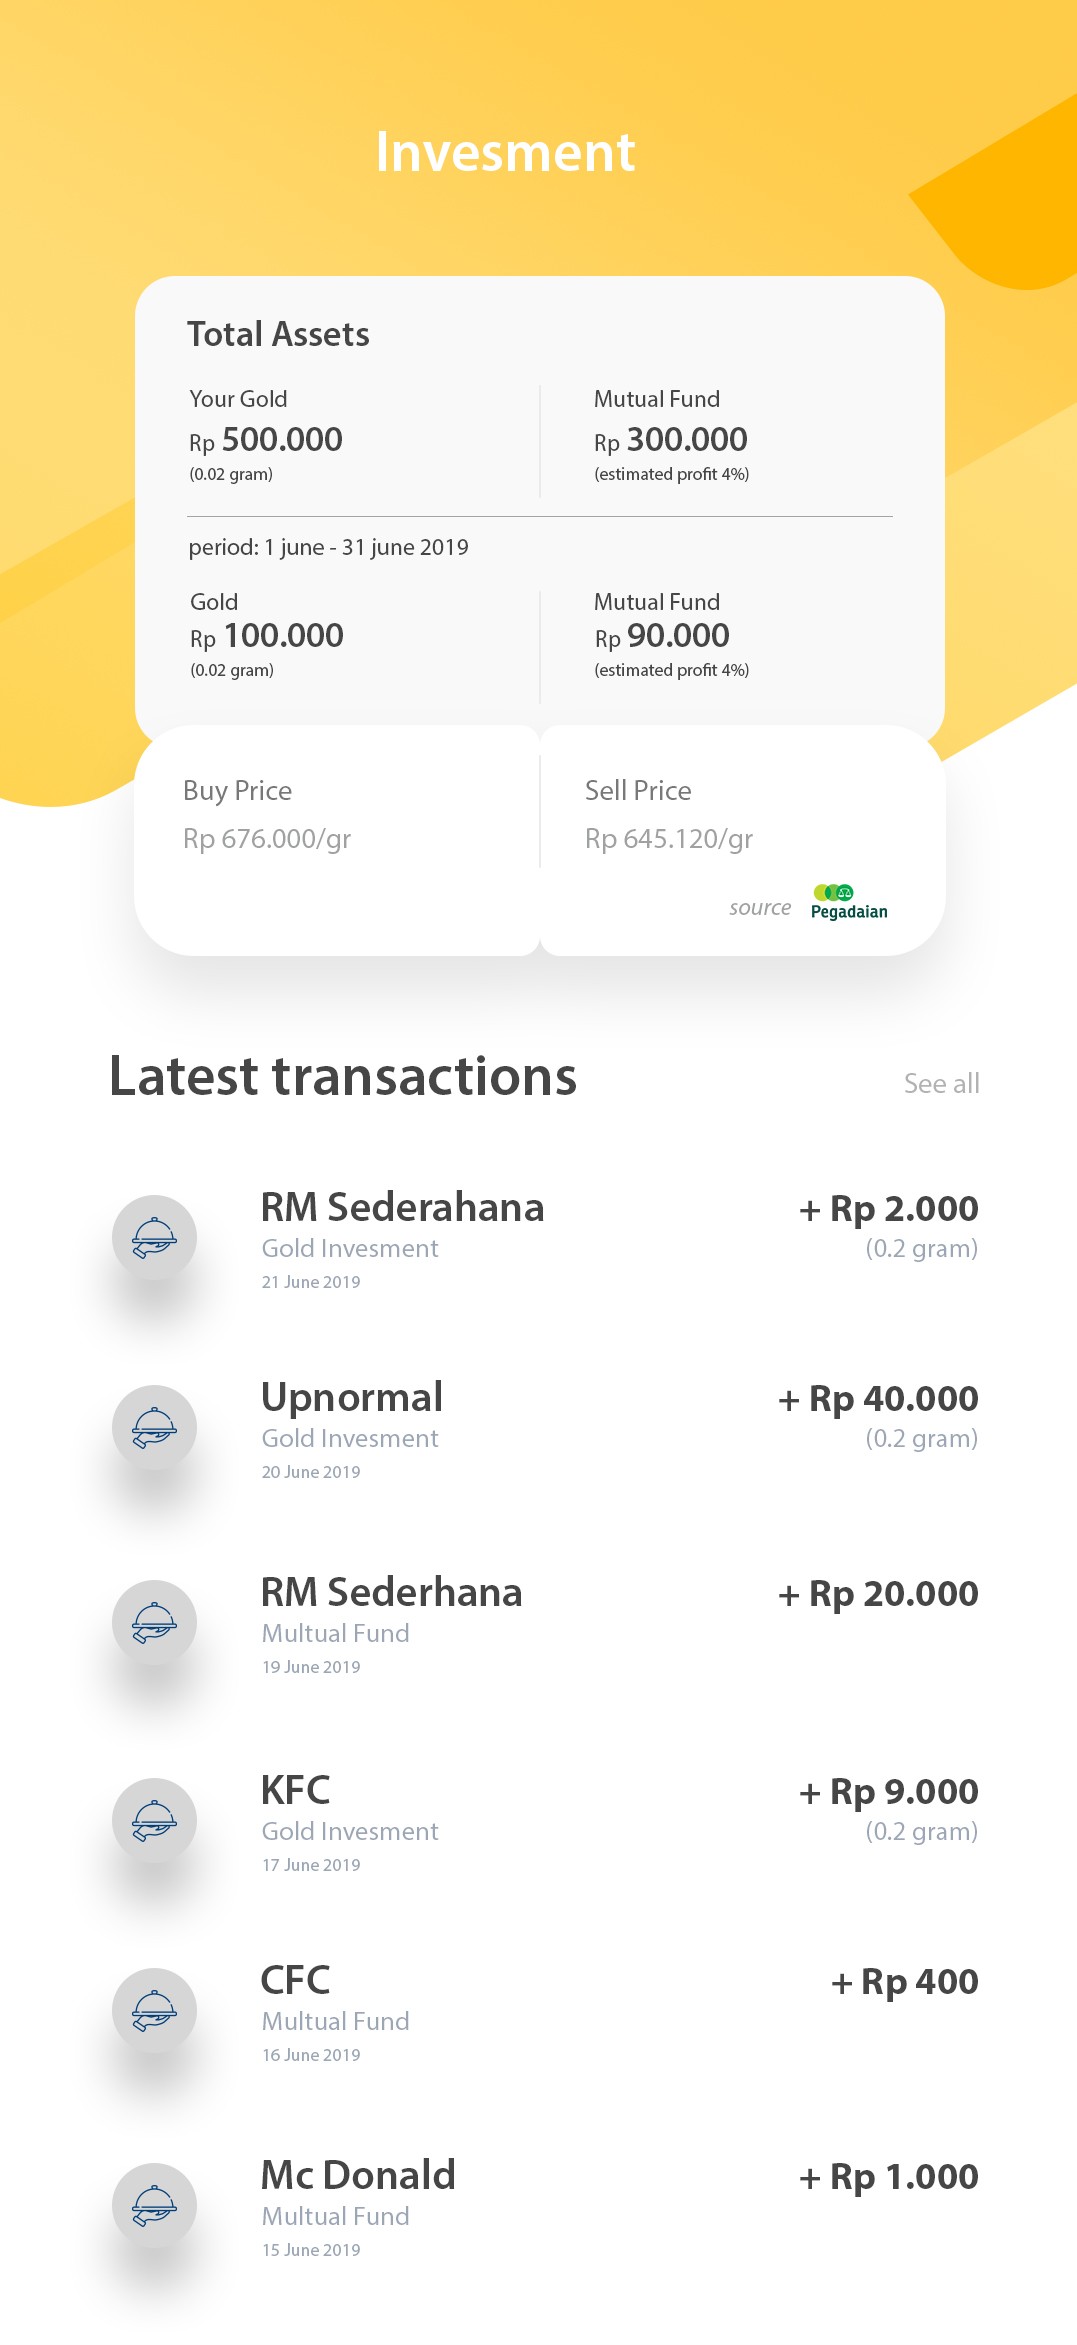 Invesment
Total Assets
Your Gold
Rp 500.000
(0.02 gram)
Mutual Fund
Rp 300.000
(estimated profit 4%)
period: 1 june - 31 june 2019
Gold
Rp 100.000
(0.02 gram)
Mutual Fund
Rp 90.000
(estimated profit 4%)
Buy Price
Rp 676.000/gr
Sell Price
Rp 645.120/gr
source Pegadaian
Latest transactions See all
RM Sederahana + Rp 2.000
Gold Invesment (0.2 gram)
21 June 2019
Upnormal + Rp 40.000
Gold Invesment (0.2 gram)
20 June 2019
RM Sederhana + Rp 20.000
Multual Fund
19 June 2019
KFC + Rp 9.000
Gold Invesment (0.2 gram)
17 June 2019
CFC + Rp 400
Multual Fund
16 June 2019
Mc Donald + Rp 1.000
Multual Fund
15 June 2019